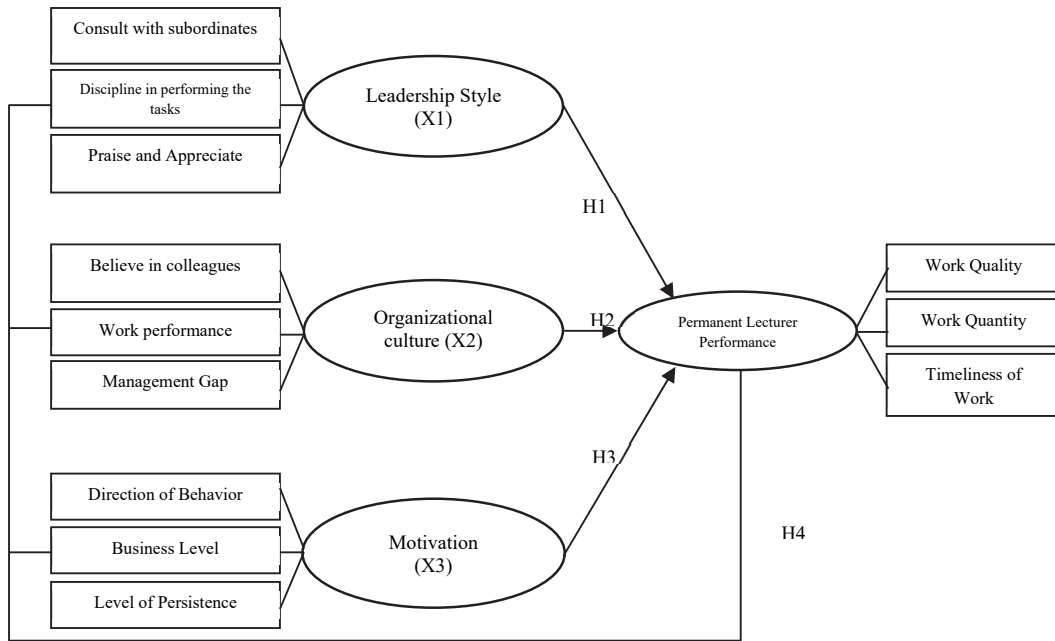 Consult with subordinates
Discipline in performing the
tasks
Praise and Appreciate
Leadership Style
(X1)
H1
Believe in colleagues
Work performance
Management Gap
Organizational
culture (X2)
H2
Permanent Lecturer
Performance
Work Quality
Work Quantity
Timeliness of
Work
Direction of Behavior
Business Level
Level of Persistence
Motivation
(X3)
H3
H4